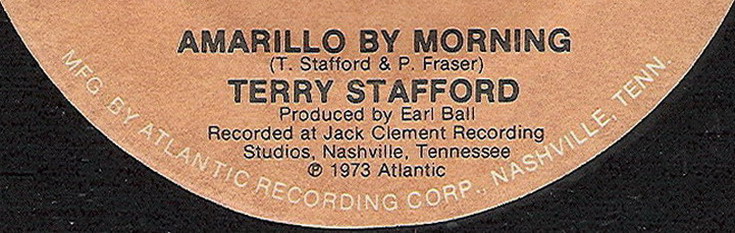 AMARILLO BY MORNING
(T. Stafford & P. Fraser)
TERRY STAFFORD
Produced by Earl Ball
Recorded at Jack Clement Recording
Studios, Nashville, Tennessee
℗ 1973 Atlantic
MFG. BY ATLANTIC RECORDING CORP., NASHVILLE, TENN.